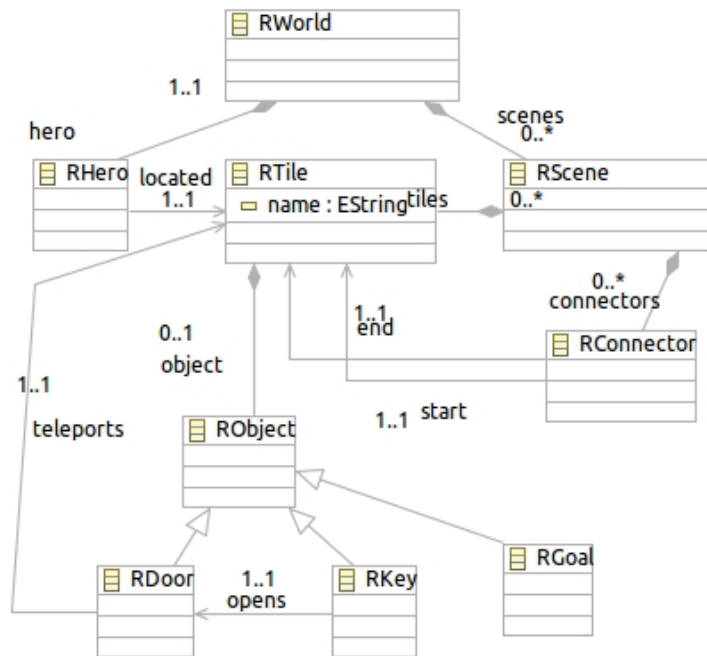 RWorld
1..1
hero
scenes
0..*
RHero
located
1..1
RTile
name : EString
tiles
0..*
RScene
0..*
connectors
0..1
object
1..1
end
RConnector
1..1
teleports
1..1
start
RObject
RDoor
1..1
opens
RKey
RGoal